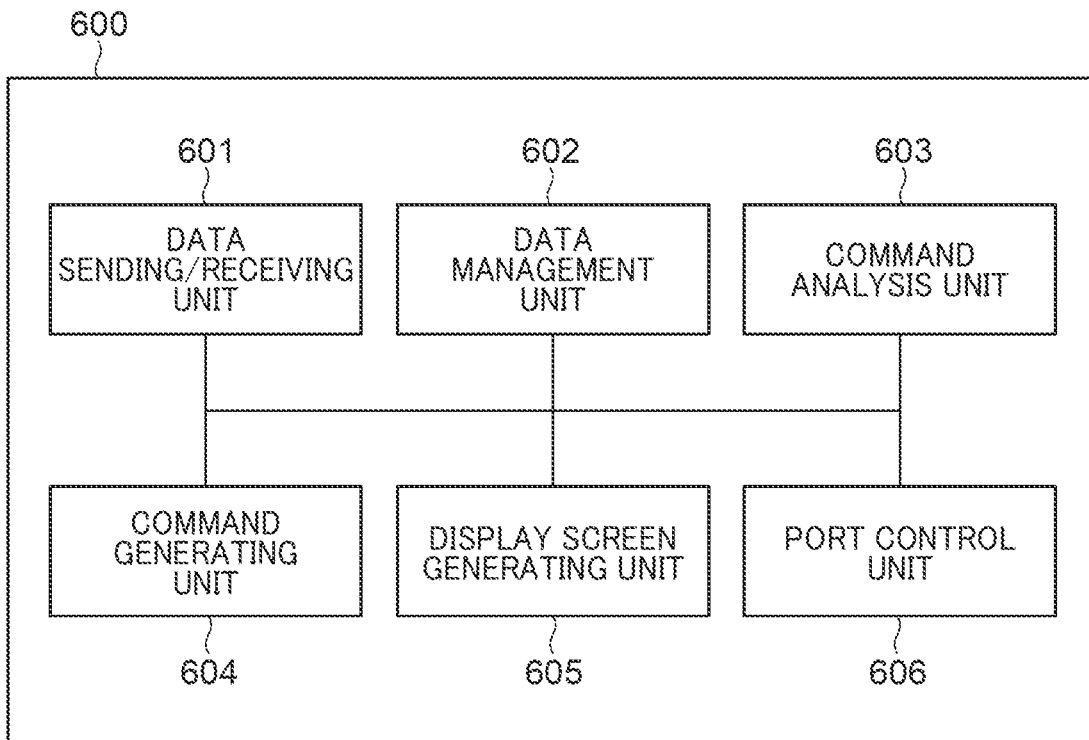 600
601
602
603
DATA
SENDING/RECEIVING
UNIT
DATA
MANAGEMENT
UNIT
COMMAND
ANALYSIS UNIT
COMMAND
GENERATING
UNIT
DISPLAY SCREEN
GENERATING UNIT
PORT CONTROL
UNIT
604
605
606